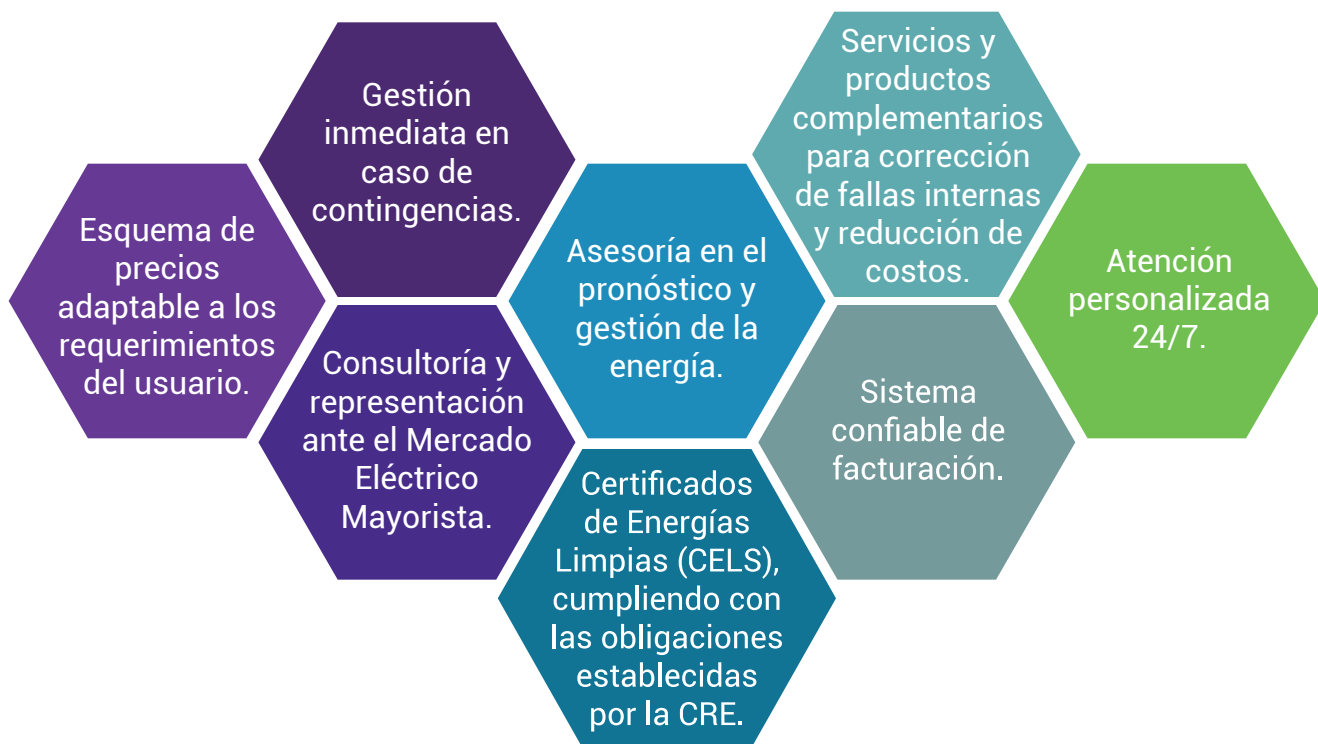 Esquema de
precios
adaptable a los
requerimientos
del usuario.
Gestión
inmediata en
caso de
contingencias.
Consultoría y
representación
ante el Mercado
Eléctrico
Mayorista.
Asesoría en el
pronóstico y
gestión de la
energía.
Certificados
de Energías
Limpias (CELS),
cumpliendo con
las obligaciones
establecidas
por la CRE.
Servicios y
productos
complementarios
para corrección
de fallas internas
y reducción de
costos.
Sistema
confiable de
facturación.
Atención
personalizada
24/7.